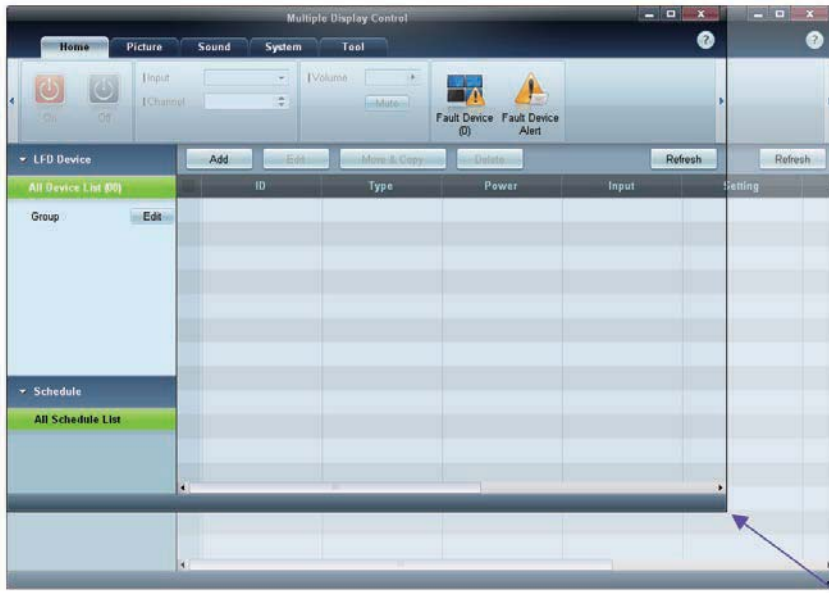 Multiple Display Control
Home Picture Sound System Tool ? ?
Input Volume
On Off Channel Mute
Fault Device (0)
Fault Device Alert
LFD Device Add Edit Move & Copy Delete Refresh Refresh
All Device List (00) ID Type Power Input Setting
Group Edit
Schedule
All Schedule List